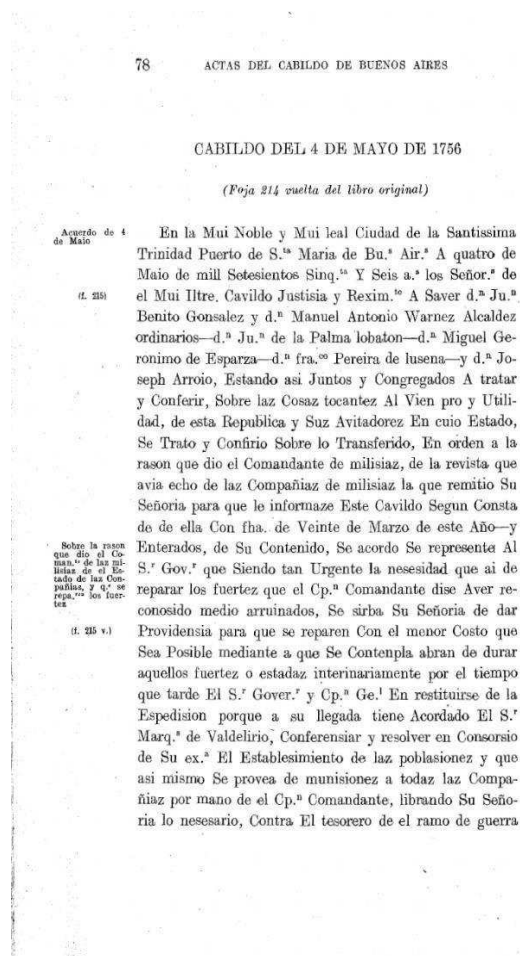 78 ACTAS DEL CABILDO DE BUENOS AIRES
CABILDO DEL 4 DE MAYO DE 1756
(Foja 214 vuelta del libro original)
Acuerdo de 4
de Maio
En la Mui Noble y Mui leal Ciudad de la Santissima
Trinidad Puerto de S.ta Maria de Bu.s Air.s A quatro de
Maio de mill Setesientos Sinq.ta Y Seis a.s los Señor.s de
(f. 215)
el Mui Iltre. Cavildo Justisia y Rexim.to A Saver d.n Ju.n
Benito Gonsalez y d.n Manuel Antonio Warnez Alcaldez
ordinarios—d.n Ju.n de la Palma lobaton—d.n Miguel Ge-
ronimo de Esparza—d.n fra.co Pereira de lusena—y d.n Jo-
seph Arroio, Estando asi Juntos y Congregados A tratar
y Conferir, Sobre laz Cosaz tocantez Al Vien pro y Utili-
dad, de esta Republica y Suz Avitadorez En cuio Estado,
Se Trato y Confirio Sobre lo Transferido, En orden a la
rason que dio el Comandante de milisiaz, de la revista que
avia echo de laz Compañiaz de milisiaz la que remitio Su
Señoria para que le informaze Este Cavildo Segun Consta
de de ella Con fha. de Veinte de Marzo de este Año—y
Sobre la rason
que dio el Co-
man.te de laz mi-
lisiaz de el Es-
tado de laz Con-
pañias, y q.e se
repa.
los fuer-
tez
Enterados, de Su Contenido, Se acordo Se representa Al
S.r Gov.r que Siendo tan Urgente la nesesidad que ai de
reparar los fuertez que el Cp.n Comandante dise Aver re-
conosido medio arruinados, Se sirba Su Señoria de dar
(f. 215 v.)
Providensia para que se reparen Con el menor Costo que
Sea Posible mediante a que Se Contenpla abran de durar
aquellos fuertez o estadaz interinariamente por el tiempo
que tarde El S.r Gover.r y Cp.n Ge.l En restituirse de la
Espedision porque a su llegada tiene Acordado El S.r
Marq.s de Valdelirio, Conferensiar y resolver en Consorsio
de Su ex.a El Establesimiento de laz poblasionez y que
asi mismo Se provea de munisionez a todaz laz Compa-
ñiaz por mano de el Cp.n Comandante, librando Su Seño-
ria lo nesesario, Contra El tesorero de el ramo de guerra